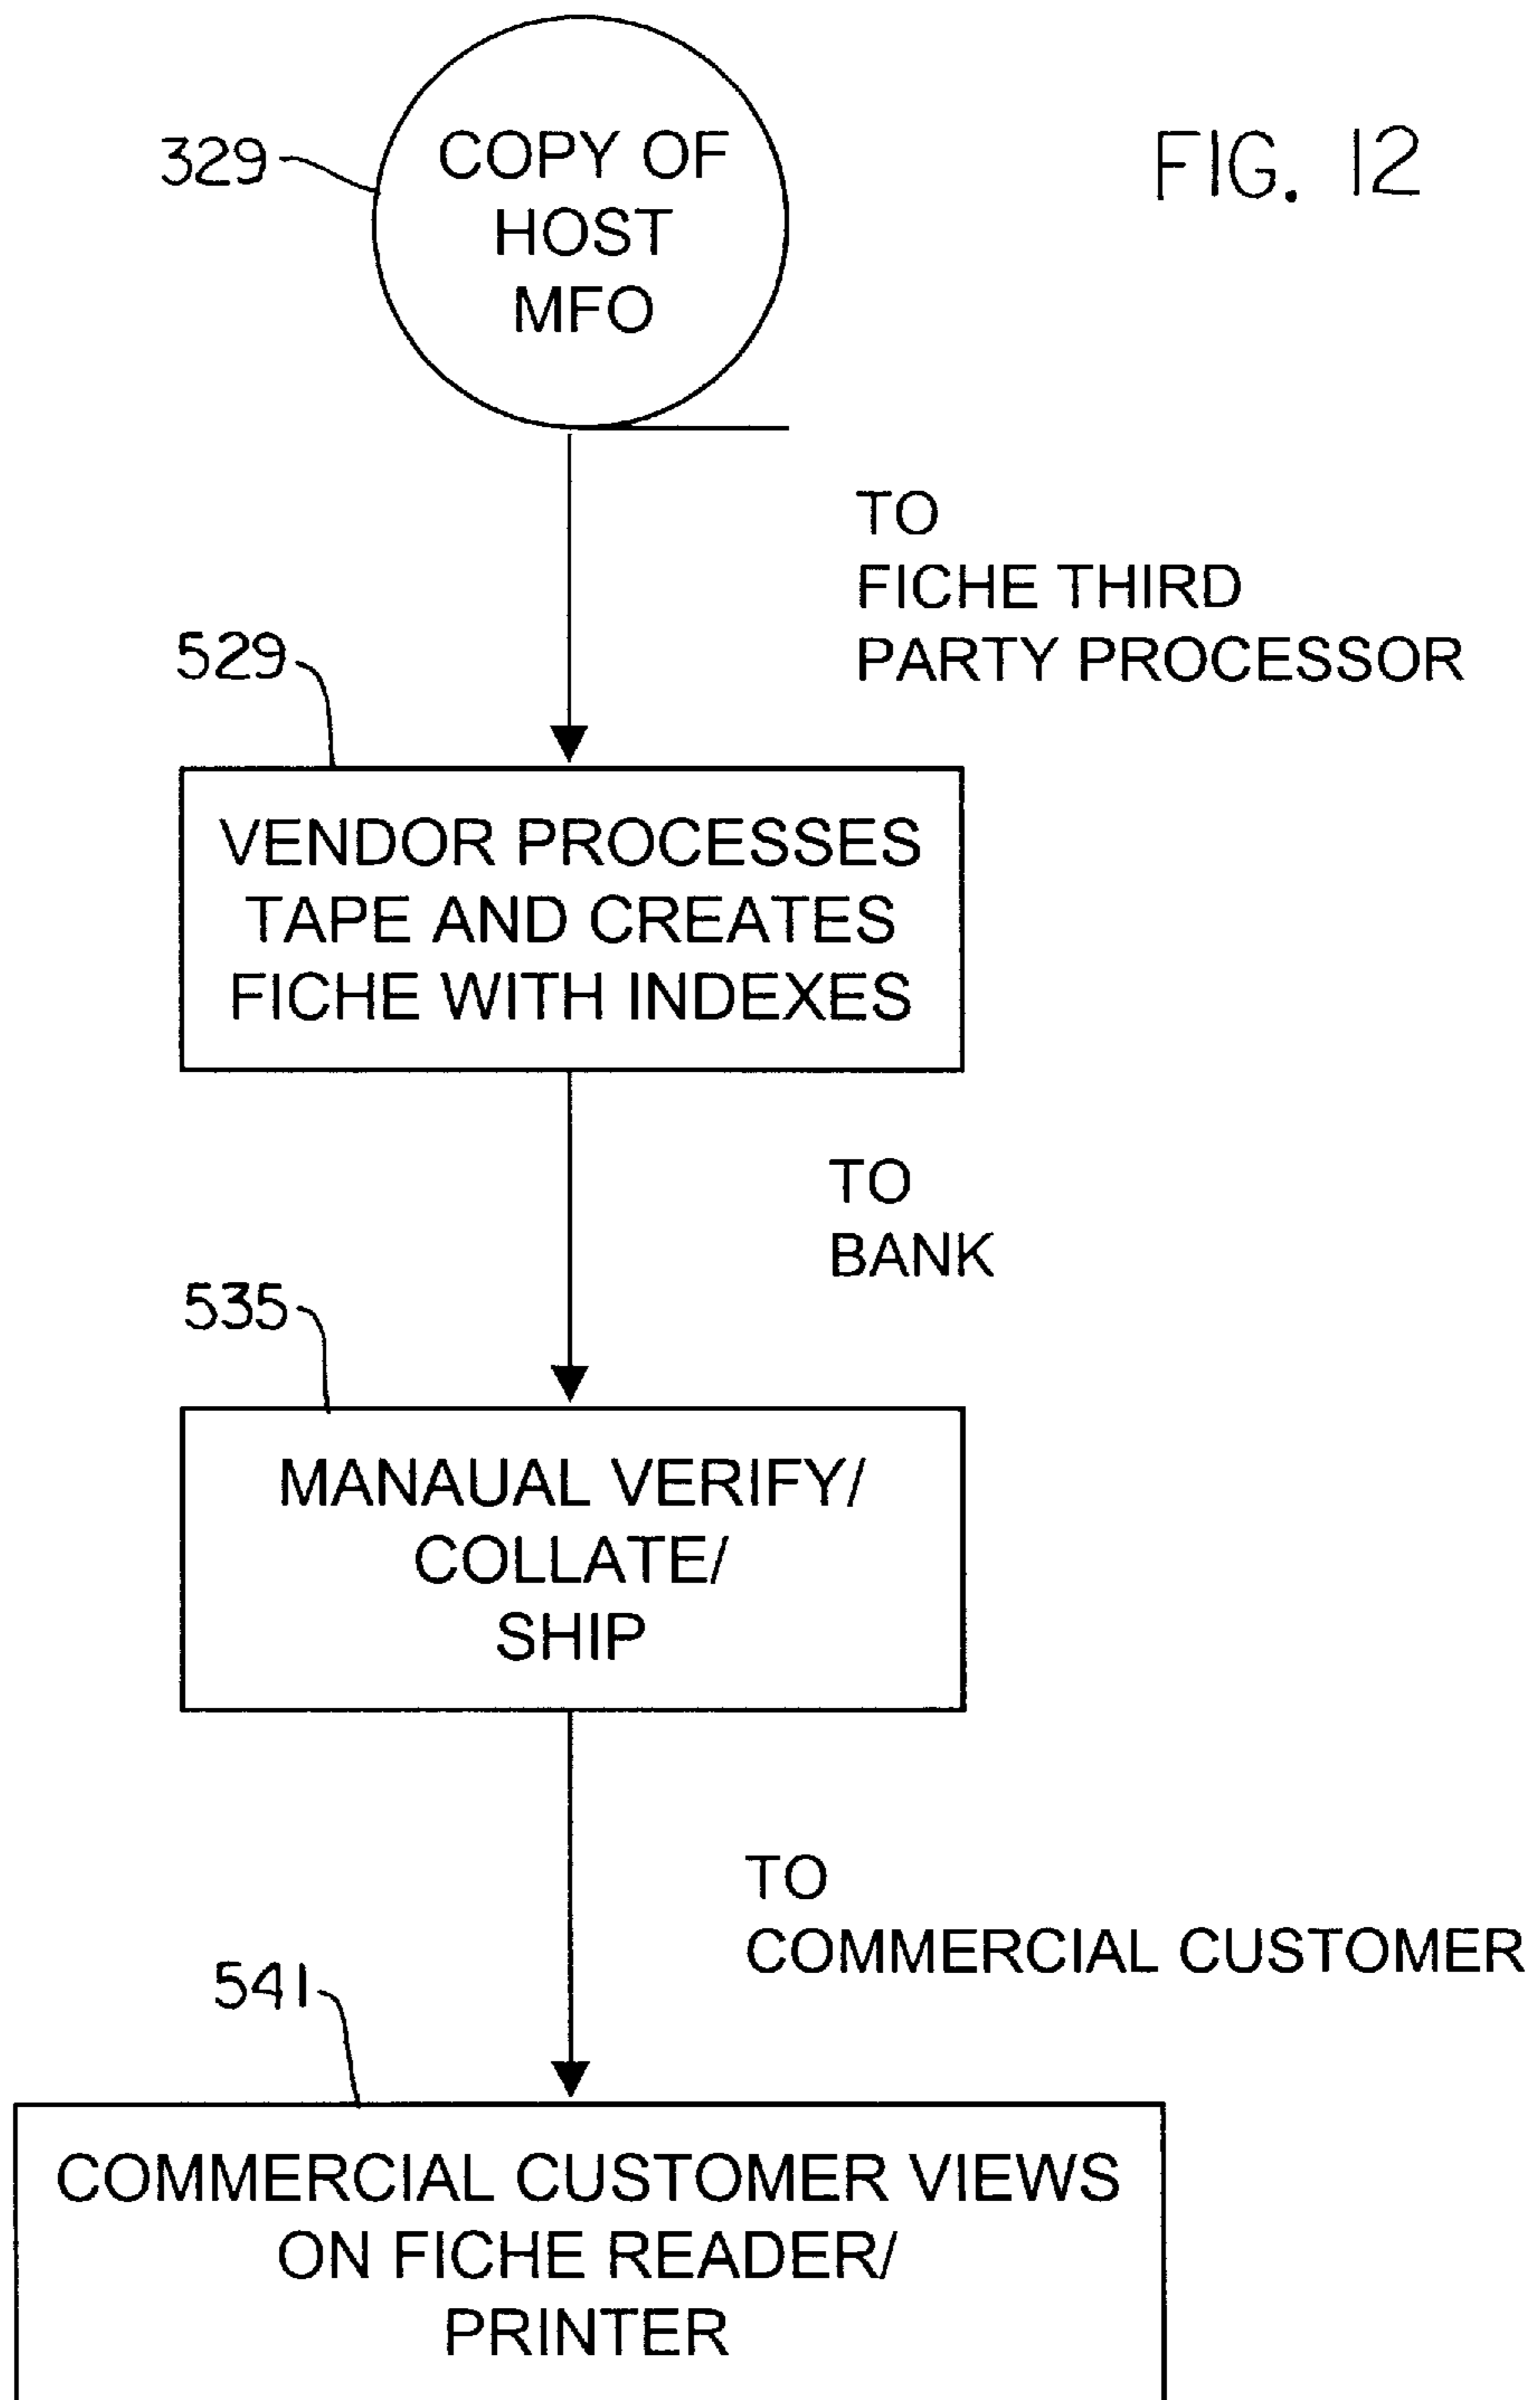 FIG. 12
329
COPY OF
HOST
MFO
TO
FICHE THIRD
PARTY PROCESSOR
529
VENDOR PROCESSES
TAPE AND CREATES
FICHE WITH INDEXES
TO
BANK
535
MANAUAL VERIFY/
COLLATE/
SHIP
TO
COMMERCIAL CUSTOMER
541
COMMERCIAL CUSTOMER VIEWS
ON FICHE READER/
PRINTER